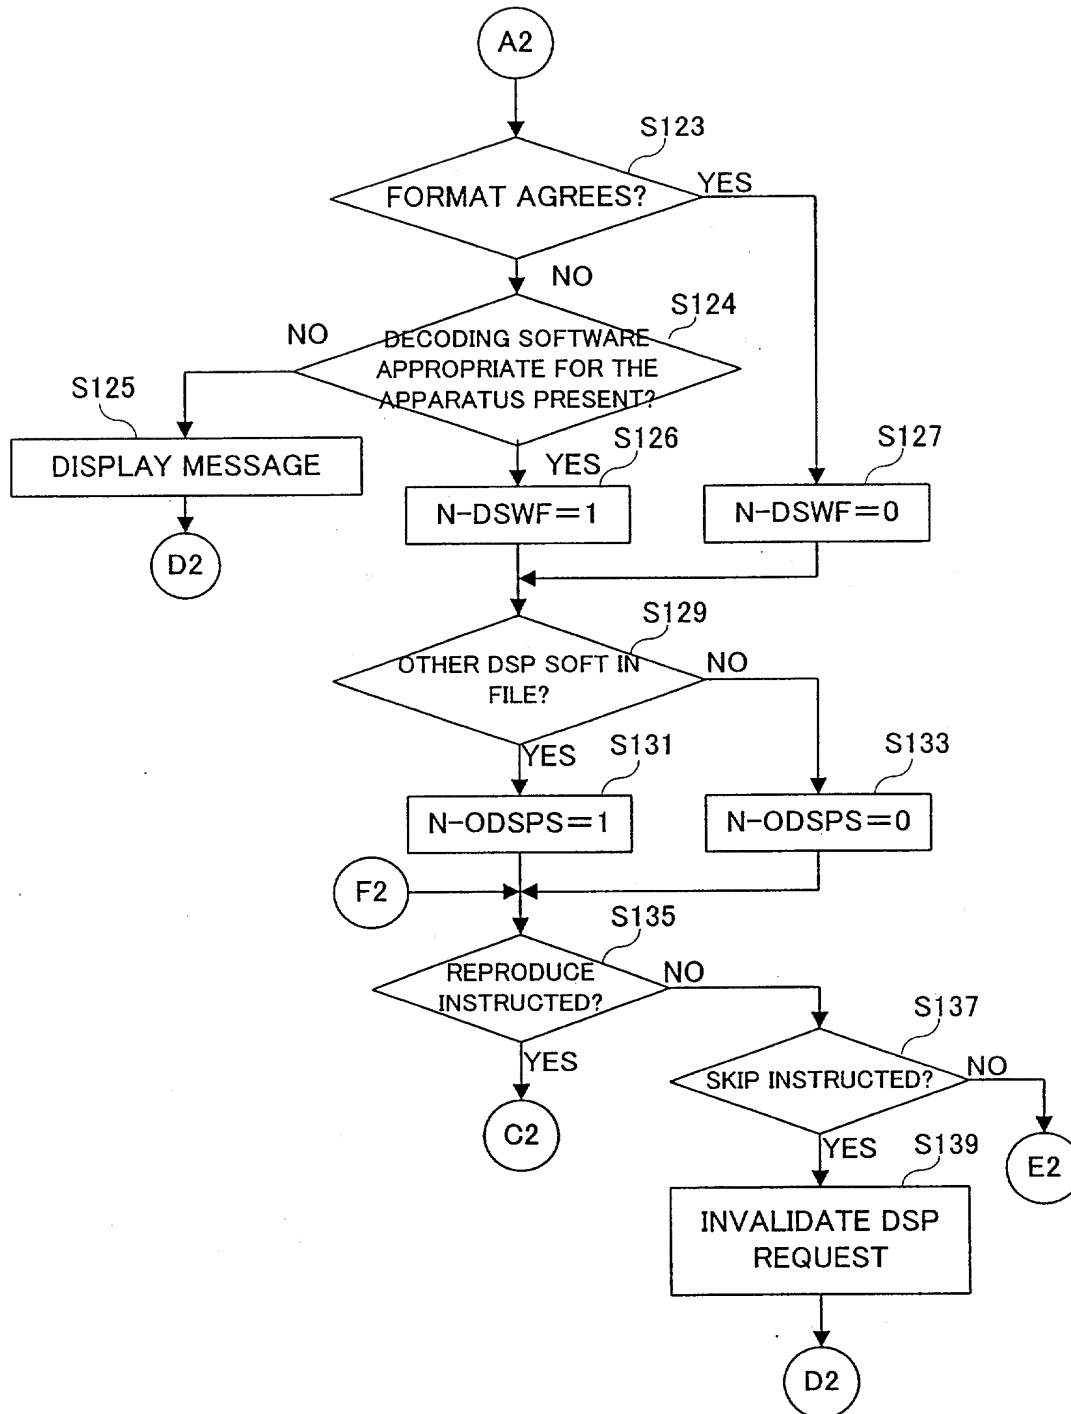 A2
S123
FORMAT AGREES?
YES
NO
S124
NO
DECODING SOFTWARE
APPROPRIATE FOR THE
APPARATUS PRESENT?
S125
DISPLAY MESSAGE
D2
YES
S126
N-DSWF=1
S127
N-DSWF=0
S129
OTHER DSP SOFT IN
FILE?
NO
YES
S131
N-ODSPS=1
S133
N-ODSPS=0
F2
S135
REPRODUCE
INSTRUCTED?
NO
YES
C2
S137
SKIP INSTRUCTED?
NO
E2
YES
S139
INVALIDATE DSP
REQUEST
D2